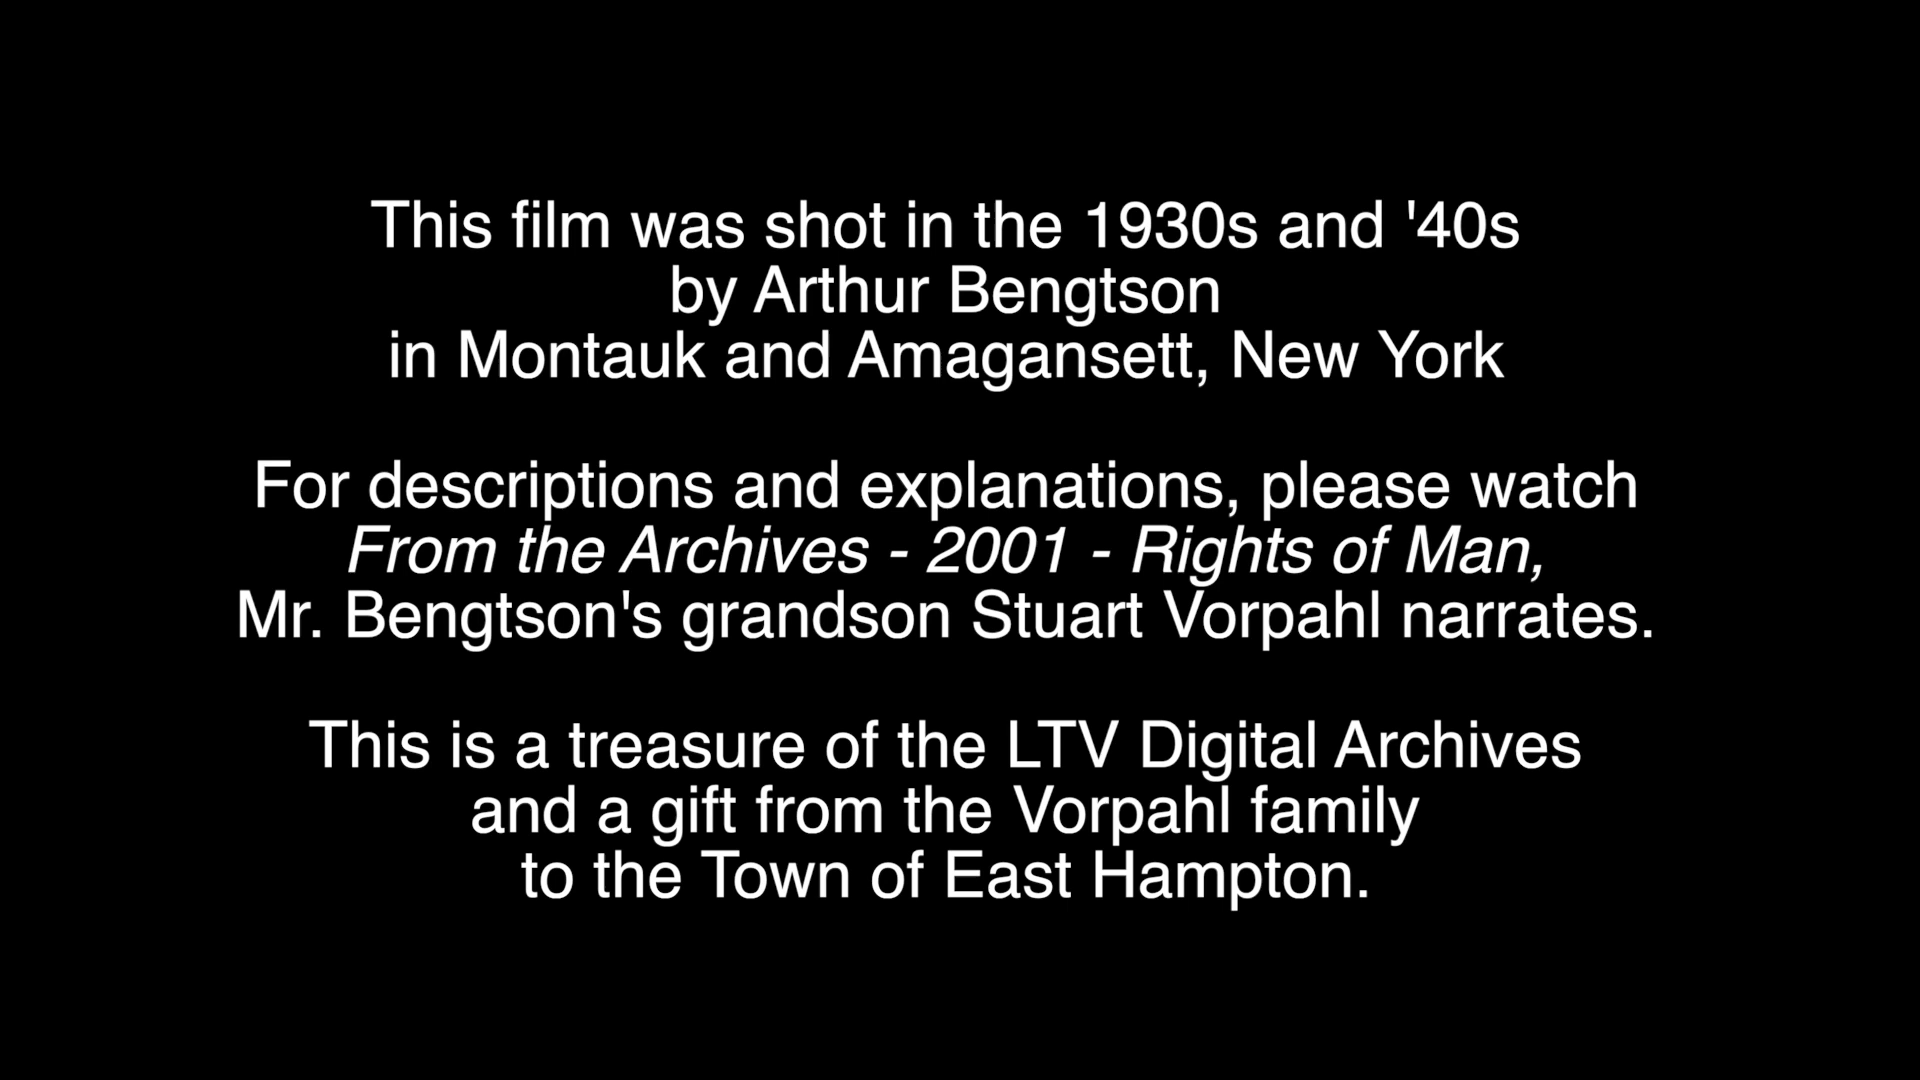 This film was shot in the 1930s and '40s
by Arthur Bengtson
in Montauk and Amagansett, New York
For descriptions and explanations, please watch
From the Archives - 2001 - Rights of Man,
Mr. Bengtson's grandson Stuart Vorpahl narrates.
This is a treasure of the LTV Digital Archives
and a gift from the Vorpahl family
to the Town of East Hampton.